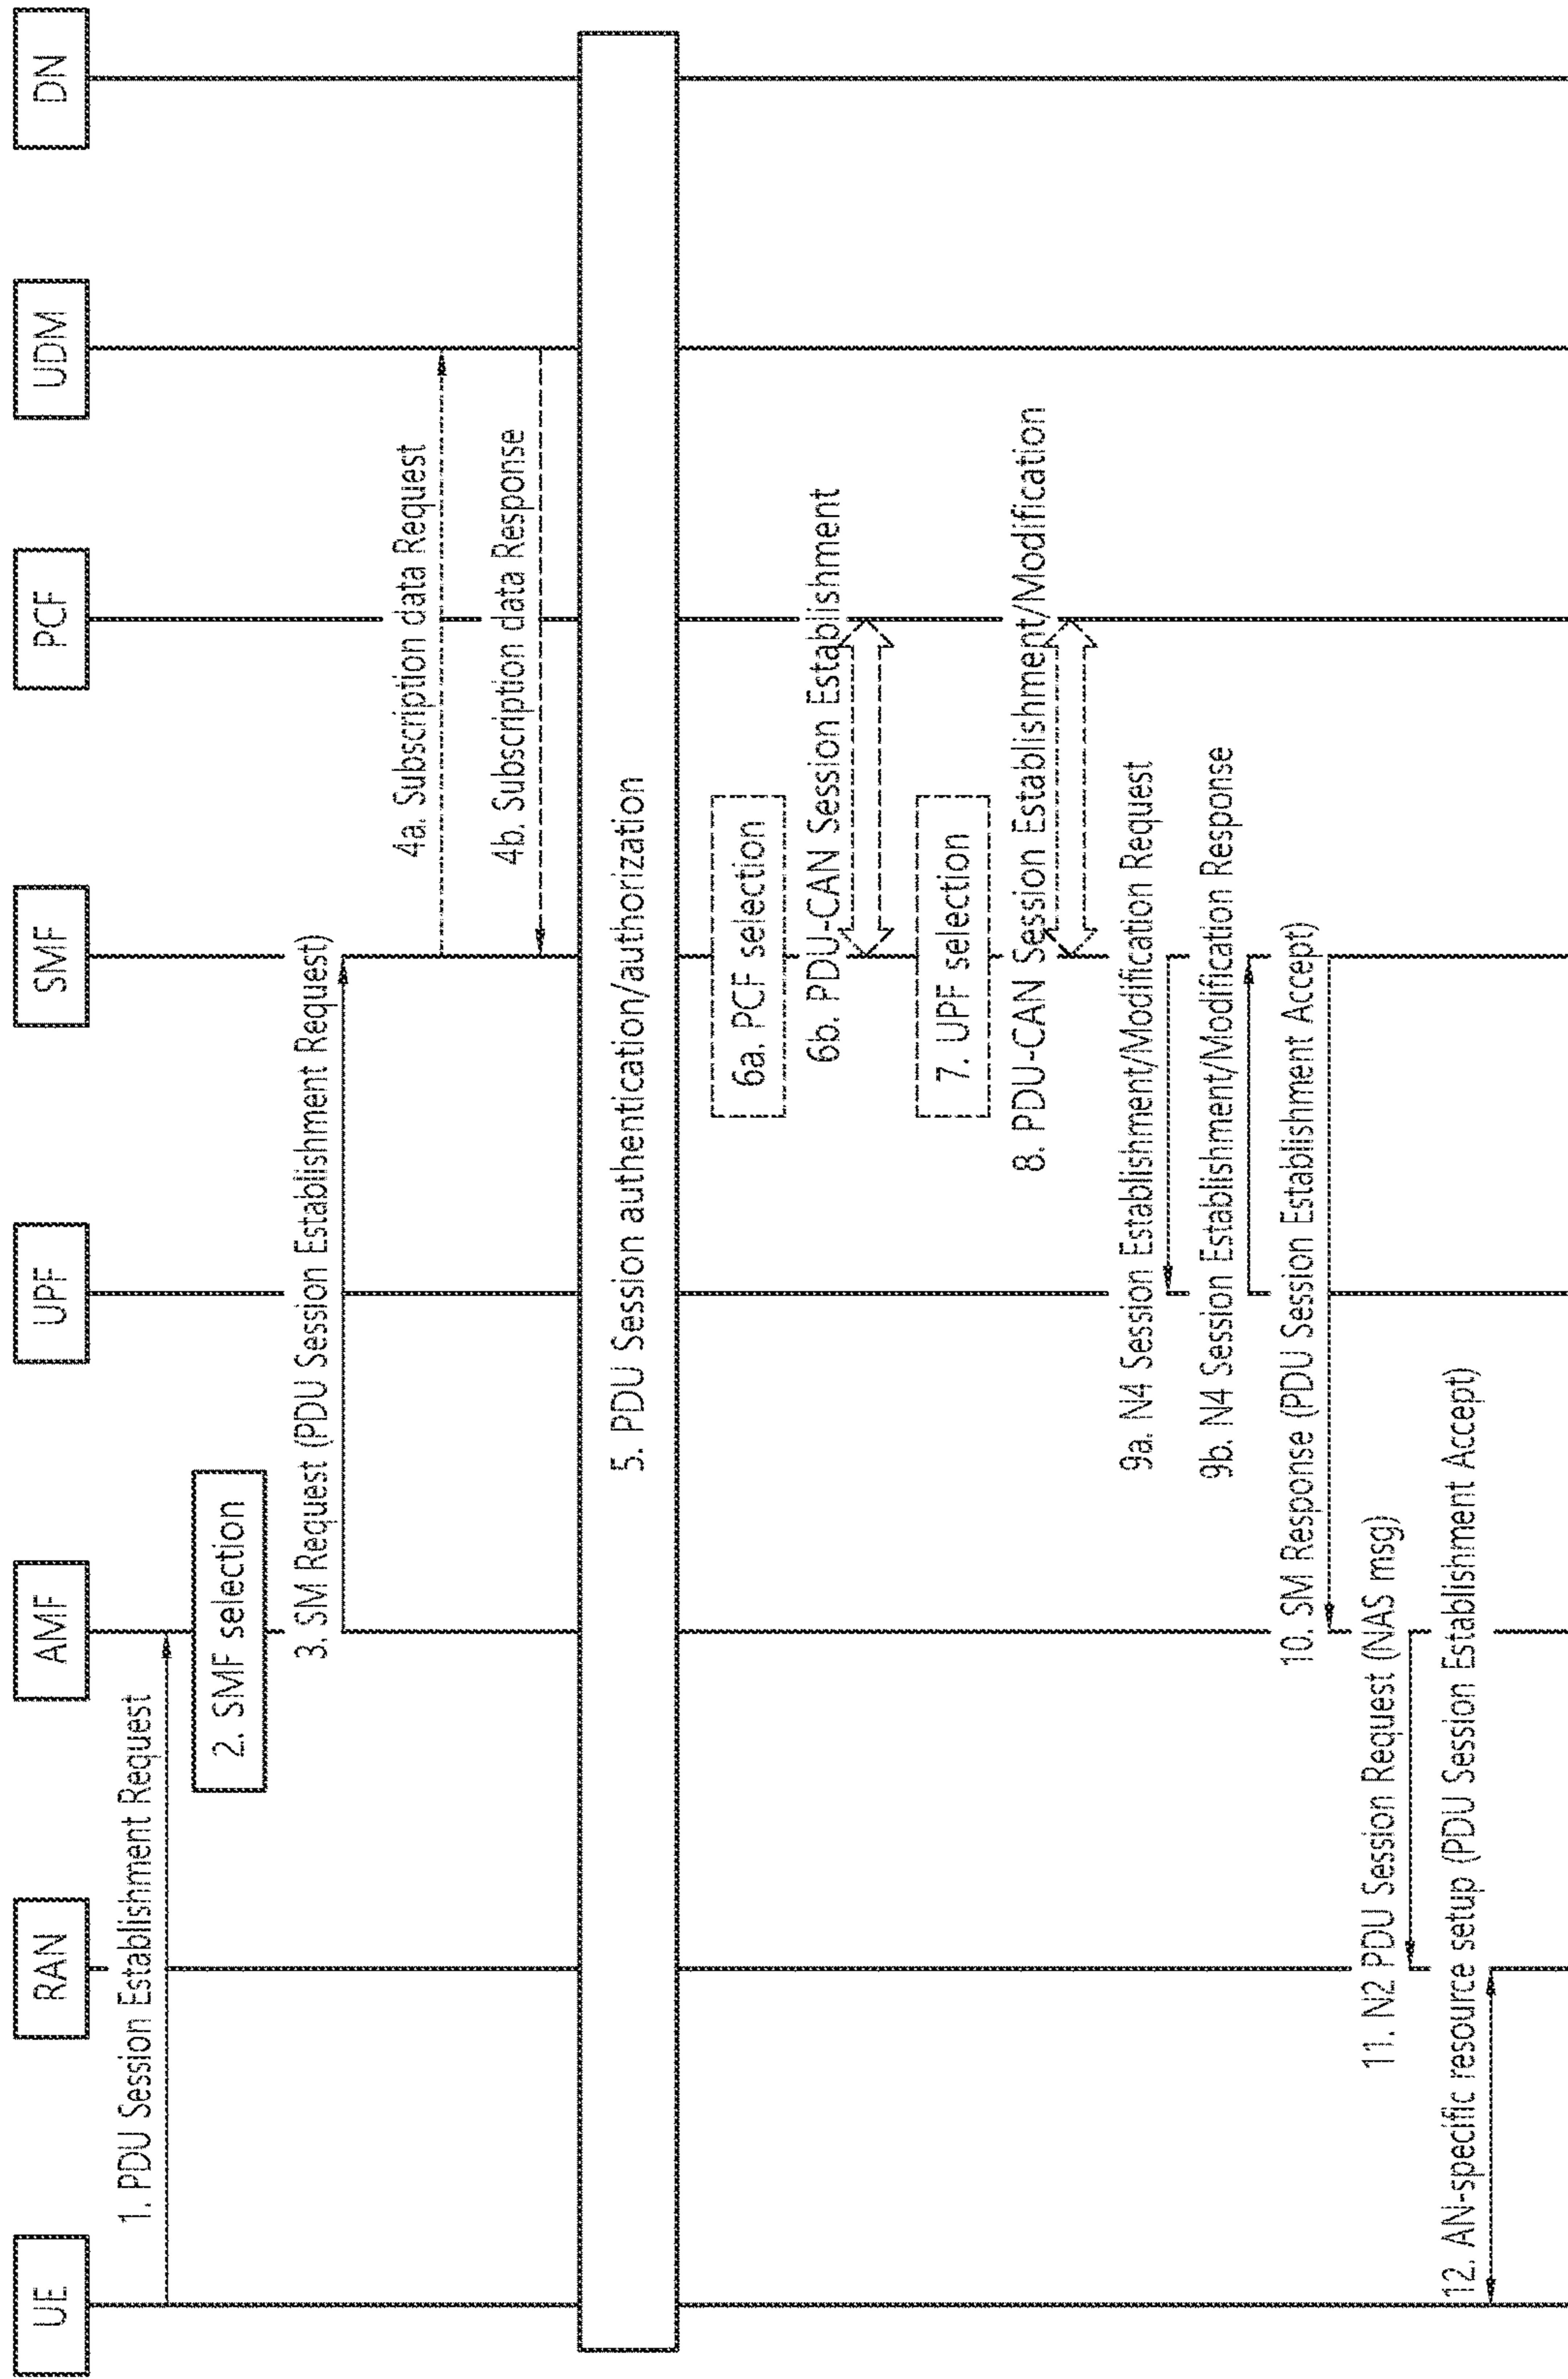 UE
RAN
AMF
UPF
SMF
PCF
UDM
DN
1. PDU Session Establishment Request
2. SMF selection
3. SM Request (PDU Session Establishment Request)
4a. Subscription data Request
4b. Subscription data Response
5. PDU Session authentication/authorization
6a. PCF selection
6b. PDU-CAN Session Establishment
7. UPF selection
8. PDU-CAN Session Establishment/Modification
9a. N4 Session Establishment/Modification Request
9b. N4 Session Establishment/Modification Response
10. SM Response (PDU Session Establishment Accept)
11. N2 PDU Session Request (NAS msg)
12. AN-specific resource setup (PDU Session Establishment Accept)